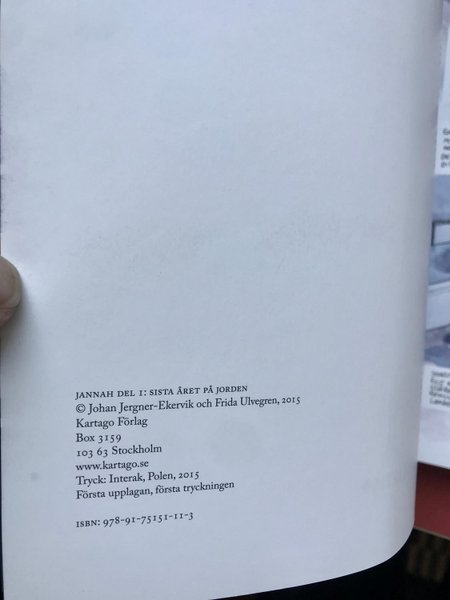 JANNAH DEL 1: SISTA ÅRET PÅ JORDEN
© Johan Jergner-Ekervik och Frida Ulvegren, 2015
Kartago Förlag
Box 3159
103 63 Stockholm
www.kartago.se
Tryck: Interak, Polen, 2015
Första upplagan, första tryckningen
ISBN: 978-91-75151-11-3